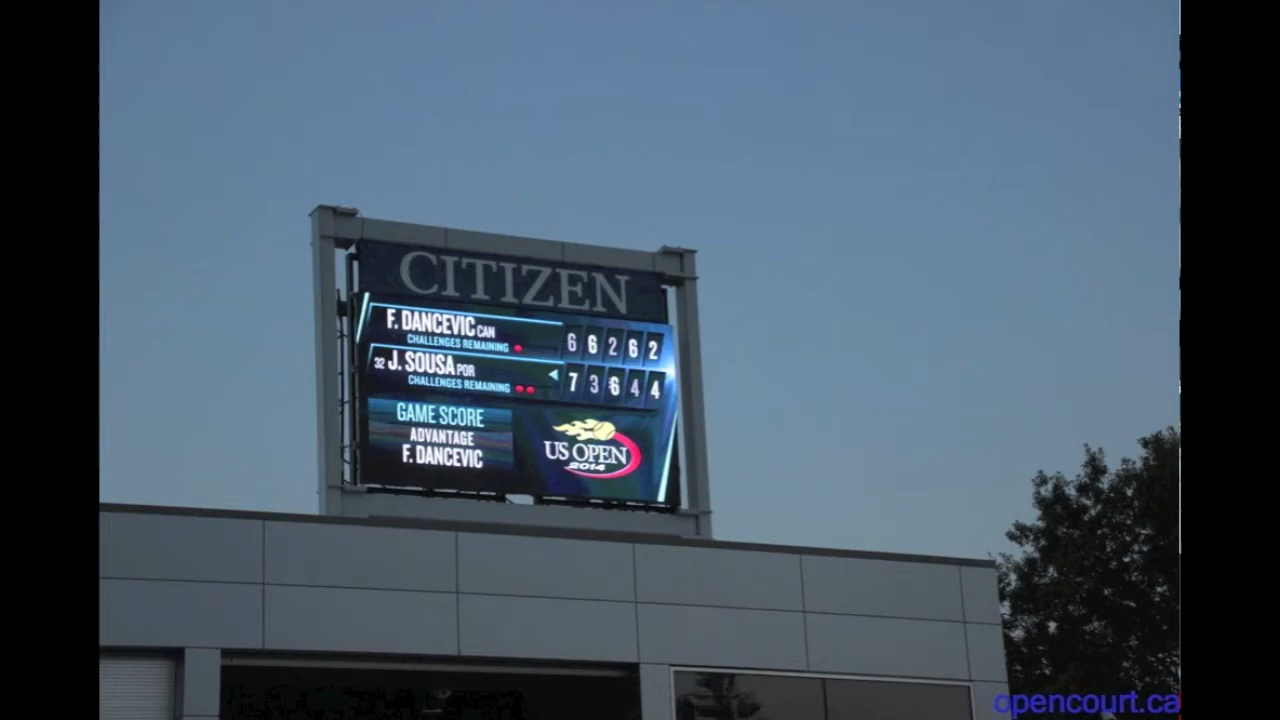 CITIZEN
F. DANCEVIC CAN 6 6 2 6 2
CHALLENGES REMAINING
32 J. SOUSA POR 7 3 6 4 4
CHALLENGES REMAINING
GAME SCORE
ADVANTAGE
F. DANCEVIC
US OPEN
2014
opencourt.ca